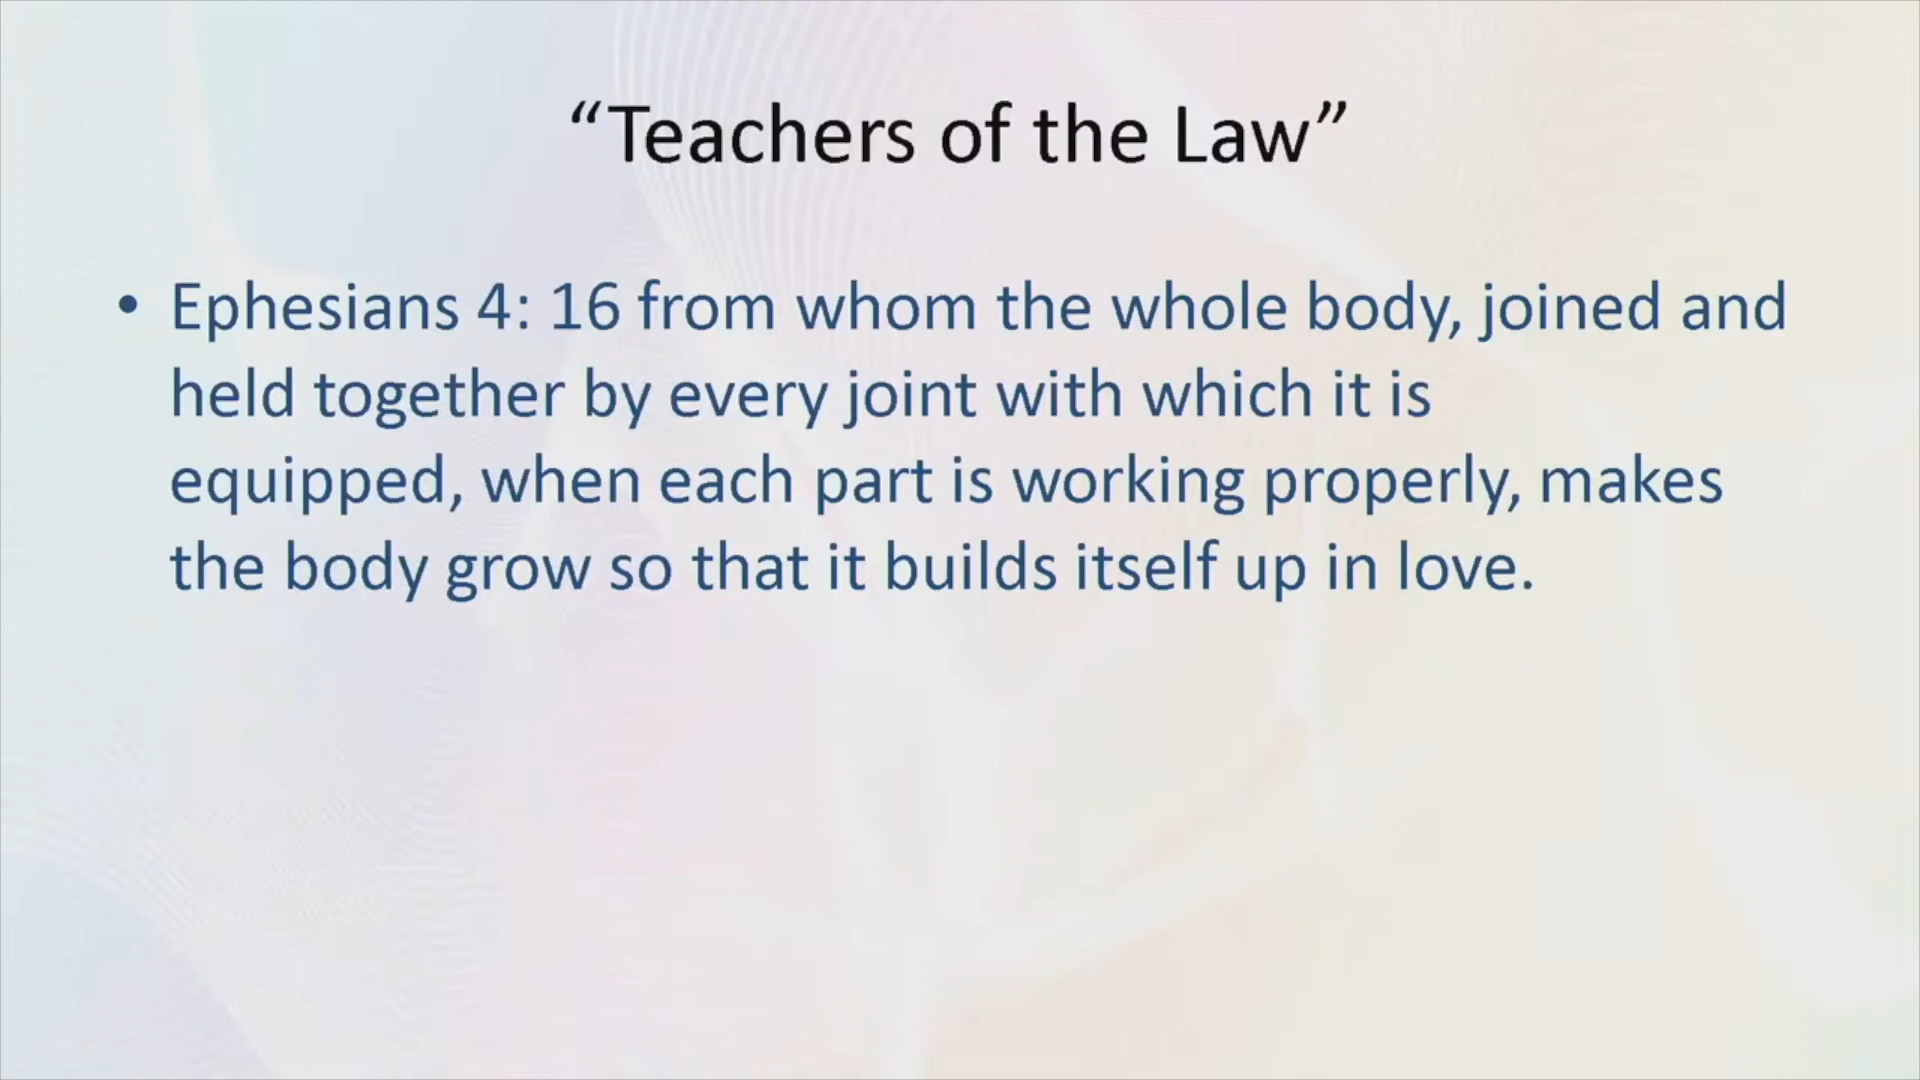 “Teachers of the Law”
• Ephesians 4: 16 from whom the whole body, joined and
held together by every joint with which it is
equipped, when each part is working properly, makes
the body grow so that it builds itself up in love.